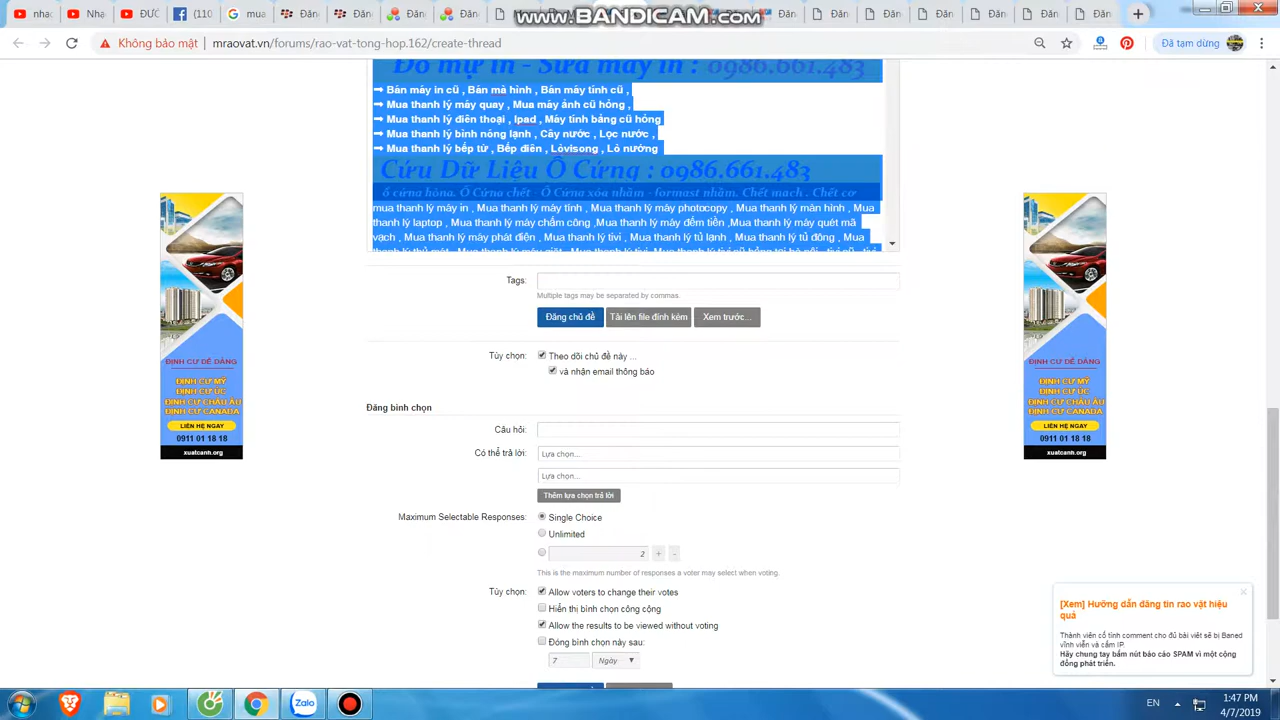 www.BANDICAM.com
Không bảo mật
mraovat.vn/forums/rao-vat-tong-hop.162/create-thread
Đã tạm dừng
Đổ mực in - Sửa máy in : 0986.661.483
⇒ Bán máy in cũ , Bán mà hình , Bán máy tính cũ ,
⇒ Mua thanh lý máy quay , Mua máy ảnh cũ hỏng ,
⇒ Mua thanh lý điên thoại , Ipad , Máy tính bảng cũ hỏng
⇒ Mua thanh lý bình nóng lạnh , Cây nước , Lọc nước ,
⇒ Mua thanh lý bếp từ , Bếp điên , Lòvisong , Lò nướng
Cứu Dữ Liệu Ổ Cứng : 0986.661.483
ổ cứng hỏng, Ổ Cứng chết - Ổ Cứng xóa nhầm - formast nhầm, Chết mạch , Chết cơ
mua thanh lý máy in , Mua thanh lý máy tính , Mua thanh lý máy photocopy , Mua thanh lý màn hình , Mua
thanh lý laptop , Mua thanh lý máy chấm công ,Mua thanh lý máy đếm tiền ,Mua thanh lý máy quét mã
vạch , Mua thanh lý máy phát điện , Mua thanh lý tivi , Mua thanh lý tủ lạnh , Mua thanh lý tủ đông , Mua
Tags:
Multiple tags may be separated by commas.
Đăng chủ đề
Tải lên file đính kèm
Xem trước...
Tùy chọn:
Theo dõi chủ đề này ...
và nhận email thông báo
Đăng bình chọn
Câu hỏi:
Có thể trả lời:
Lựa chọn...
Lựa chọn...
Thêm lựa chọn trả lời
Maximum Selectable Responses:
Single Choice
Unlimited
2 + -
This is the maximum number of responses a voter may select when voting.
Tùy chọn:
Allow voters to change their votes
Hiển thị bình chọn công cộng
Allow the results to be viewed without voting
Đóng bình chọn này sau:
7 Ngày
ĐỊNH CƯ DỄ DÀNG
ĐỊNH CƯ MỸ
ĐỊNH CƯ ÚC
ĐỊNH CƯ CHÂU ÂU
ĐỊNH CƯ CANADA
LIÊN HỆ NGAY
0911 01 18 18
xuatcanh.org
ĐỊNH CƯ DỄ DÀNG
ĐỊNH CƯ MỸ
ĐỊNH CƯ ÚC
ĐỊNH CƯ CHÂU ÂU
ĐỊNH CƯ CANADA
LIÊN HỆ NGAY
0911 01 18 18
xuatcanh.org
[Xem] Hướng dẫn đăng tin rao vặt hiệu
quả
Thành viên cố tình comment cho đủ bài viết sẽ bị Baned
vĩnh viễn và cấm IP.
Hãy chung tay bấm nút báo cáo SPAM vì một cộng
đồng phát triển.
Zalo
EN
1:47 PM
4/7/2019